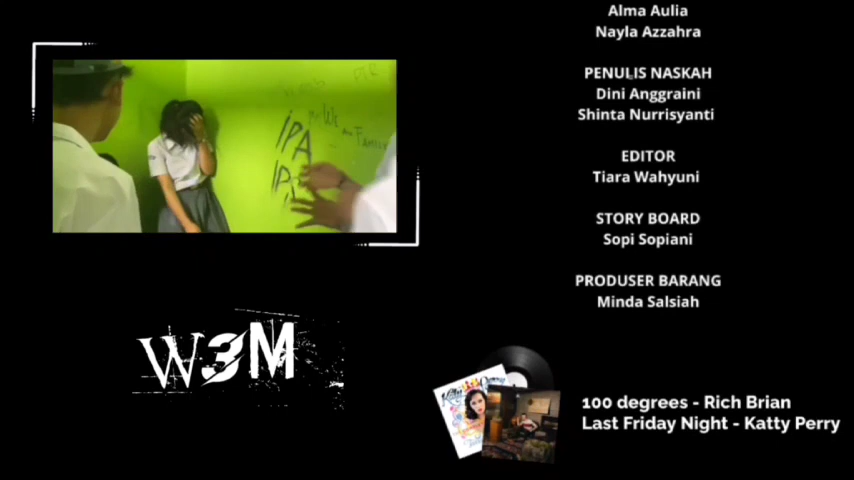 Alma Aulia
Nayla Azzahra
PENULIS NASKAH
Dini Anggraini
Shinta Nurrisyanti
EDITOR
Tiara Wahyuni
STORY BOARD
Sopi Sopiani
PRODUSER BARANG
Minda Salsiah
IPA
W3M
100 degrees - Rich Brian
Last Friday Night - Katty Perry